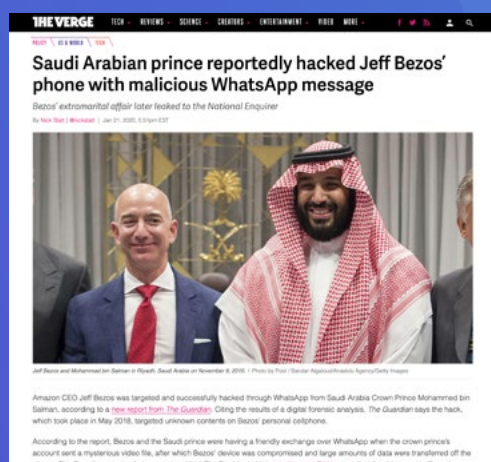 THE VERGE TECH REVIEWS SCIENCE CREATORS ENTERTAINMENT VIDEO MORE
POLICY US & WORLD TECH
Saudi Arabian prince reportedly hacked Jeff Bezos’
phone with malicious WhatsApp message
Bezos’ extramarital affair later leaked to the National Enquirer
By Nick Statt | @nickstatt | Jan 21, 2020, 5:51pm EST
Jeff Bezos and Mohammed bin Salman in Riyadh, Saudi Arabia on November 9, 2016. | Photo by Pool / Bandar Algaloud/Anadolu Agency/Getty Images
Amazon CEO Jeff Bezos was targeted and successfully hacked through WhatsApp from Saudi Arabia Crown Prince Mohammed bin
Salman, according to a new report from The Guardian. Citing the results of a digital forensic analysis, The Guardian says the hack,
which took place in May 2018, targeted unknown contents on Bezos’ personal cellphone.
According to the report, Bezos and the Saudi prince were having a friendly exchange over WhatsApp when the crown prince’s
account sent a mysterious video file, after which Bezos’ device was compromised and large amounts of data were transferred off the